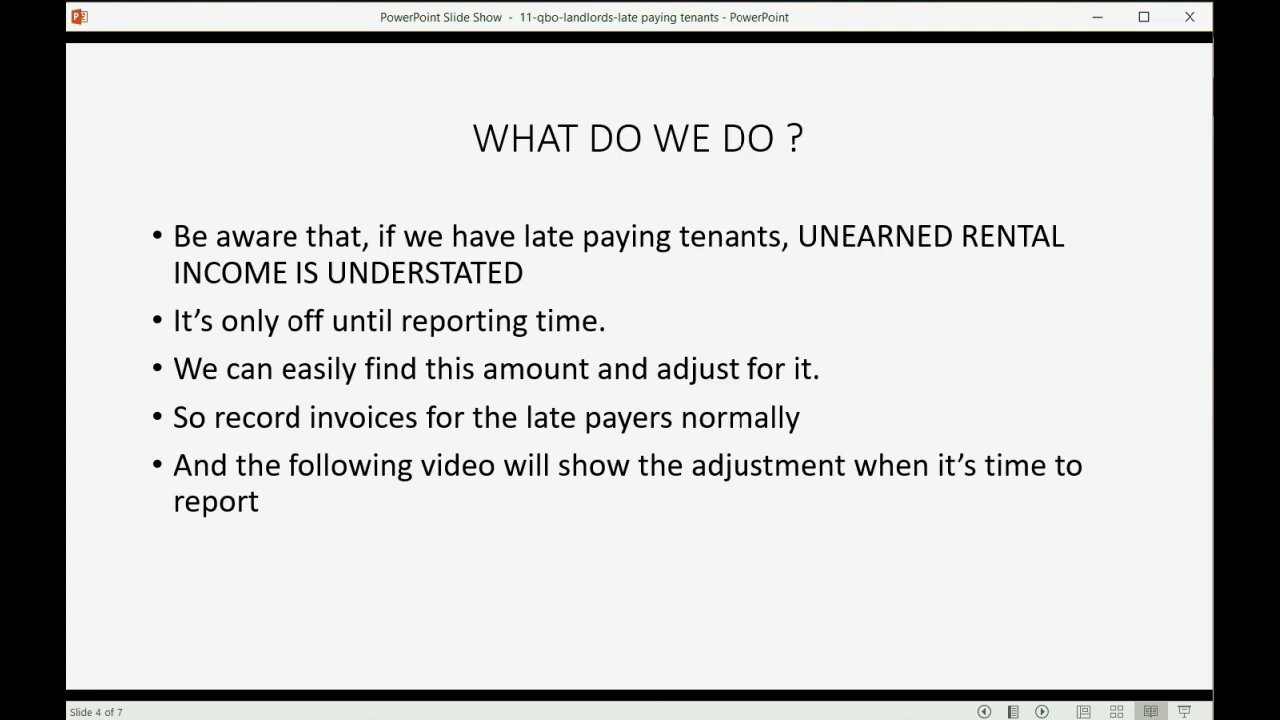 PowerPoint Slide Show - 11-qbo-landlords-late paying tenants - PowerPoint
WHAT DO WE DO ?
• Be aware that, if we have late paying tenants, UNEARNED RENTAL
INCOME IS UNDERSTATED
• It's only off until reporting time.
• We can easily find this amount and adjust for it.
• So record invoices for the late payers normally
• And the following video will show the adjustment when it's time to
report
Slide 4 of 7